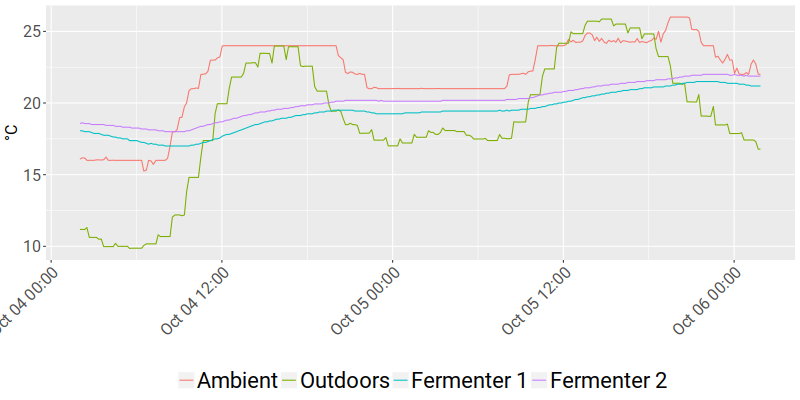 °C
25
20
15
10
ct 04 00:00
Oct 04 12:00
Oct 05 00:00
Oct 05 12:00
Oct 06 00:00
Ambient Outdoors Fermenter 1 Fermenter 2